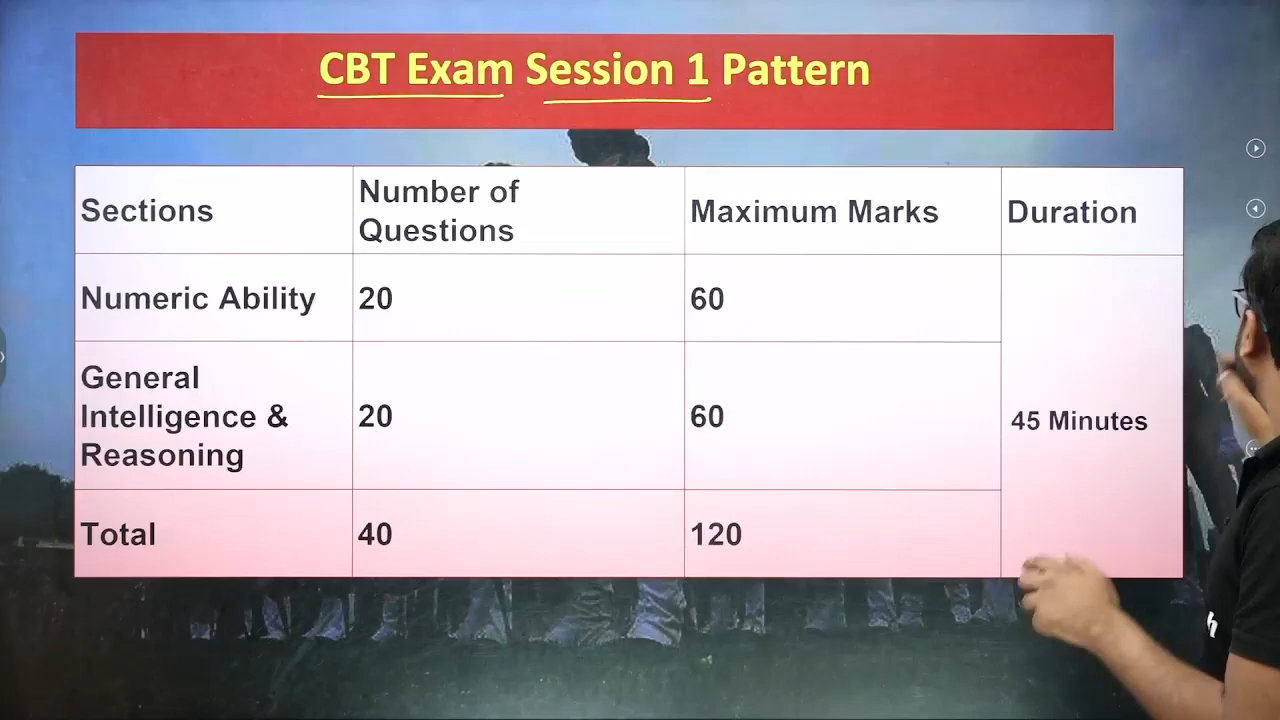 CBT Exam Session 1 Pattern
Sections
Number of
Questions
Maximum Marks
Duration
Numeric Ability
20
60
General
Intelligence &
Reasoning
20
60
45 Minutes
Total
40
120